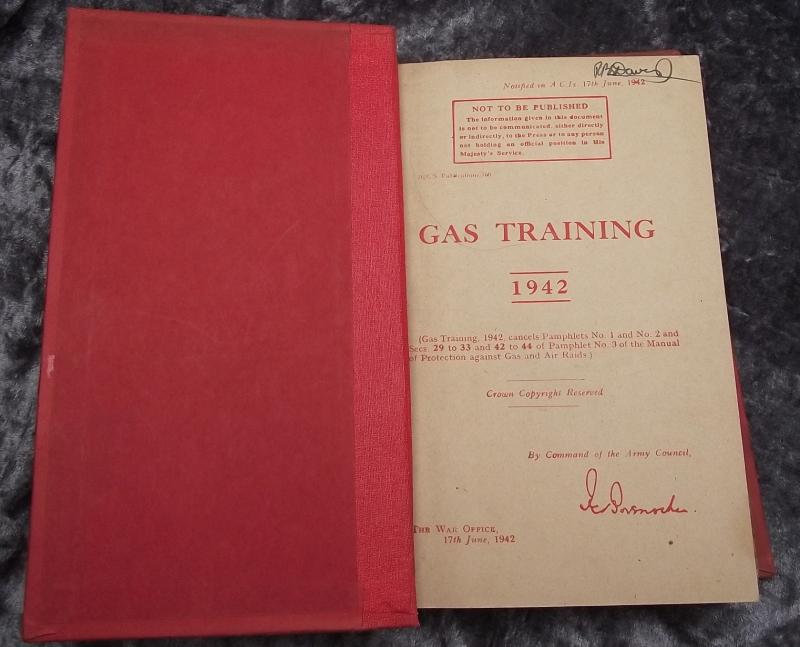 Notified in A.C.Is. 17th June, 1942
NOT TO BE PUBLISHED
The information given in this document
is not to be communicated, either directly
or indirectly, to the Press or to any person
not holding an official position in His
Majesty's Service.
Publications/760
GAS TRAINING
1942
(Gas Training, 1942, cancels Pamphlets No. 1 and No. 2 and
Secs. 29 to 33 and 42 to 44 of Pamphlet No. 3 of the Manual
of Protection against Gas and Air Raids.)
Crown Copyright Reserved
By Command of the Army Council,
THE WAR OFFICE,
17th June, 1942